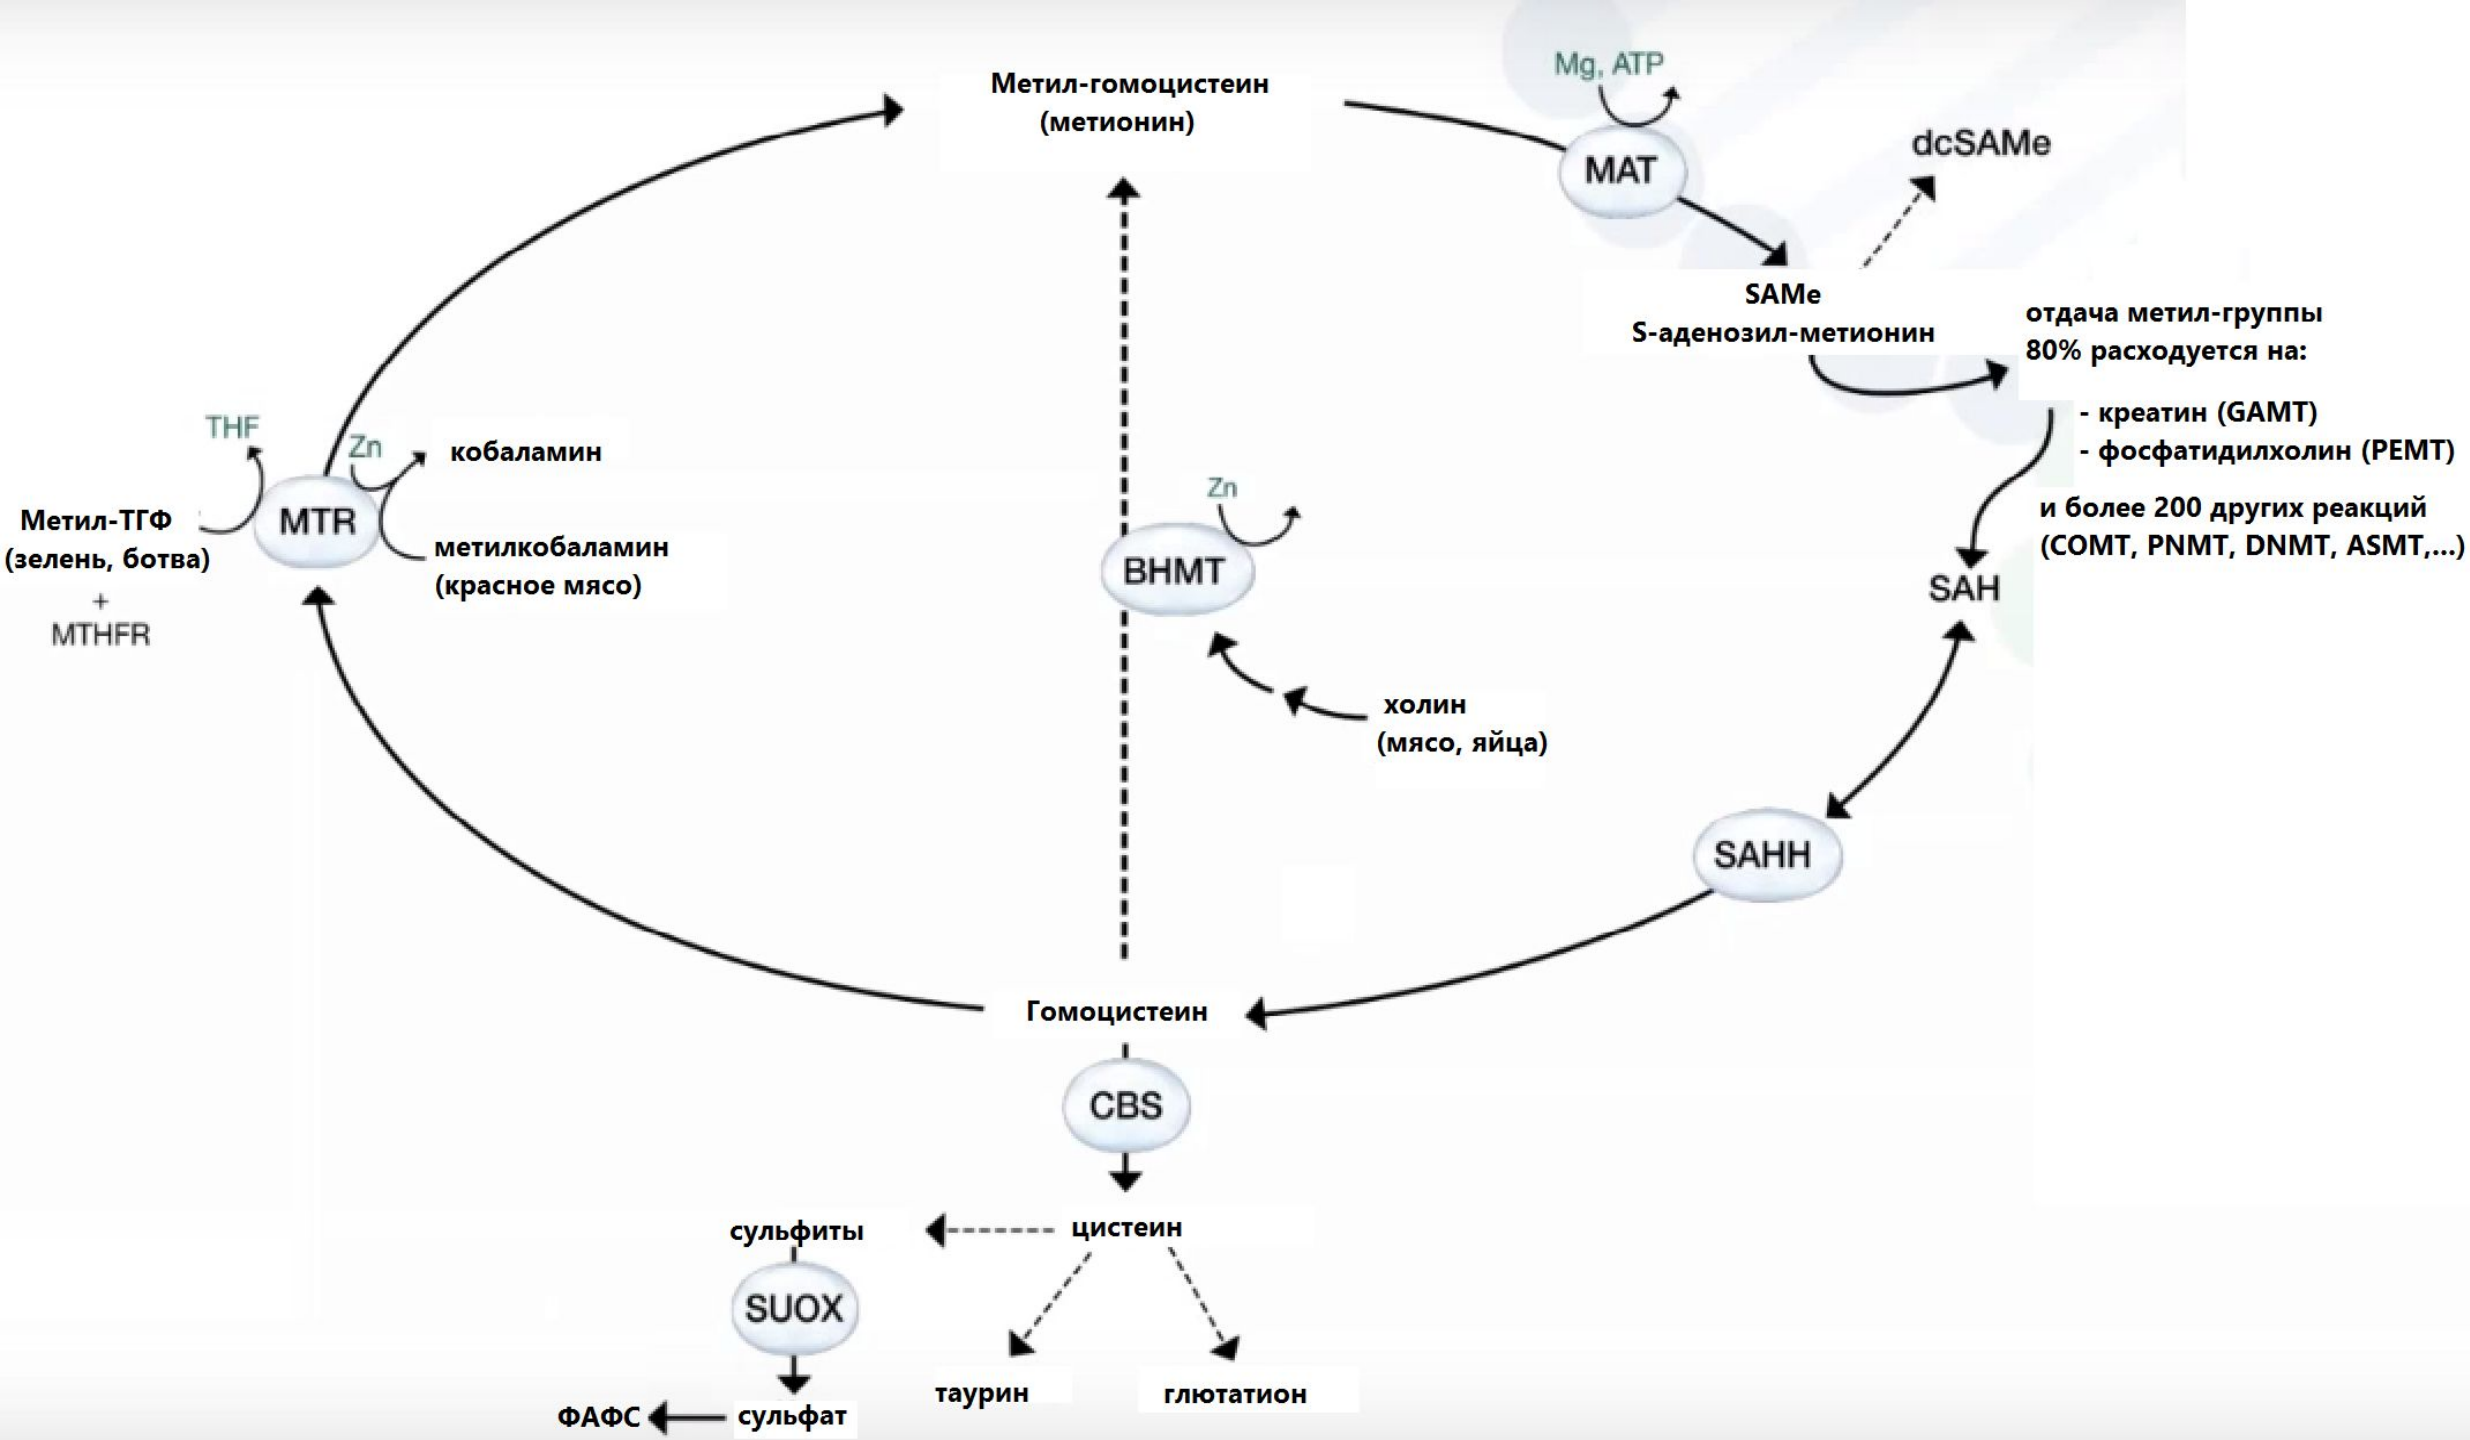 Mg, ATP
Метил-гомоцистеин
(метионин)
MAT
dcSAMe
SAMe
S-аденозил-метионин
отдача метил-группы
80% расходуется на:
- креатин (GAMT)
- фосфатидилхолин (PEMT)
и более 200 других реакций
(COMT, PNMT, DNMT, ASMT,...)
THF
Zn
кобаламин
MTR
Метил-ТГФ
(зелень, ботва)
+
MTHFR
метилкобаламин
(красное мясо)
Zn
BHMT
холин
(мясо, яйца)
SAH
SAHH
Гомоцистеин
CBS
цистеин
сульфиты
SUOX
таурин
глютатион
сульфат
ФАФС